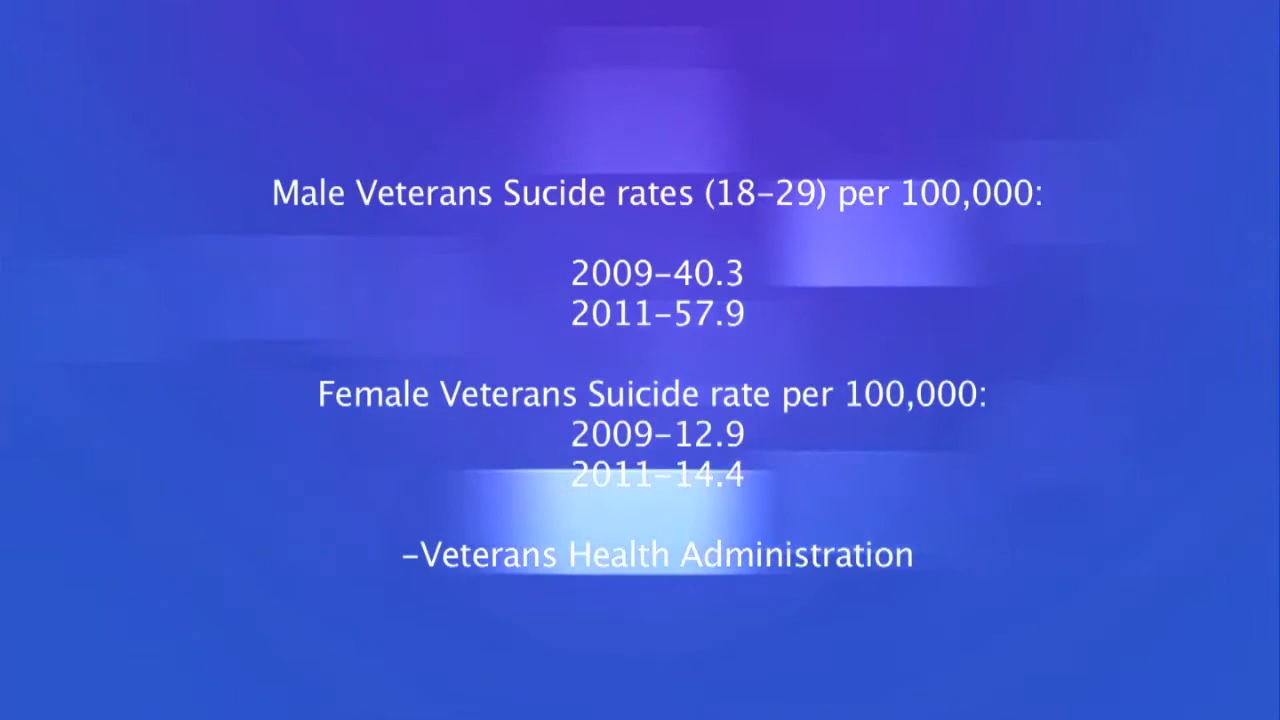 Male Veterans Sucide rates (18-29) per 100,000:
2009-40.3
2011-57.9
Female Veterans Suicide rate per 100,000:
2009-12.9
2011-14.4
-Veterans Health Administration